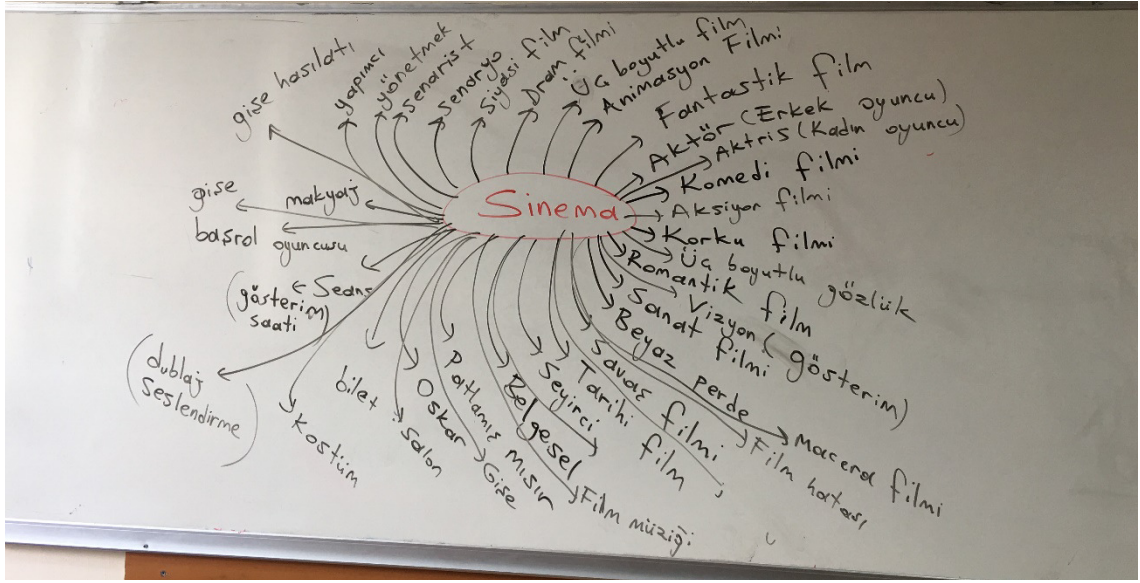 gişe hasılatı
yapımcı
yönetmek
senarist
senaryo
Siyasi film
Dram filmi
Üç boyutlu film
Animasyon Filmi
Fantastik film
Aktör (Erkek oyuncu)
Aktris (Kadın oyuncu)
Komedi filmi
Aksiyon filmi
Korku filmi
Üç boyutlu gözlük
Romantik film
Vizyon (gösterim)
Sanat filmi
Beyaz perde
Macera filmi
Film hatası
Savaş filmi
Tarihi film
Seyirci
Belgesel
Film müziği
Patlamış mısır
Gişe
Oskar
Salon
bilet
Kostüm
(dublaj
seslendirme)
Seans
(gösterim)
saati
başrol oyuncusu
gişe
makyaj
Sinema